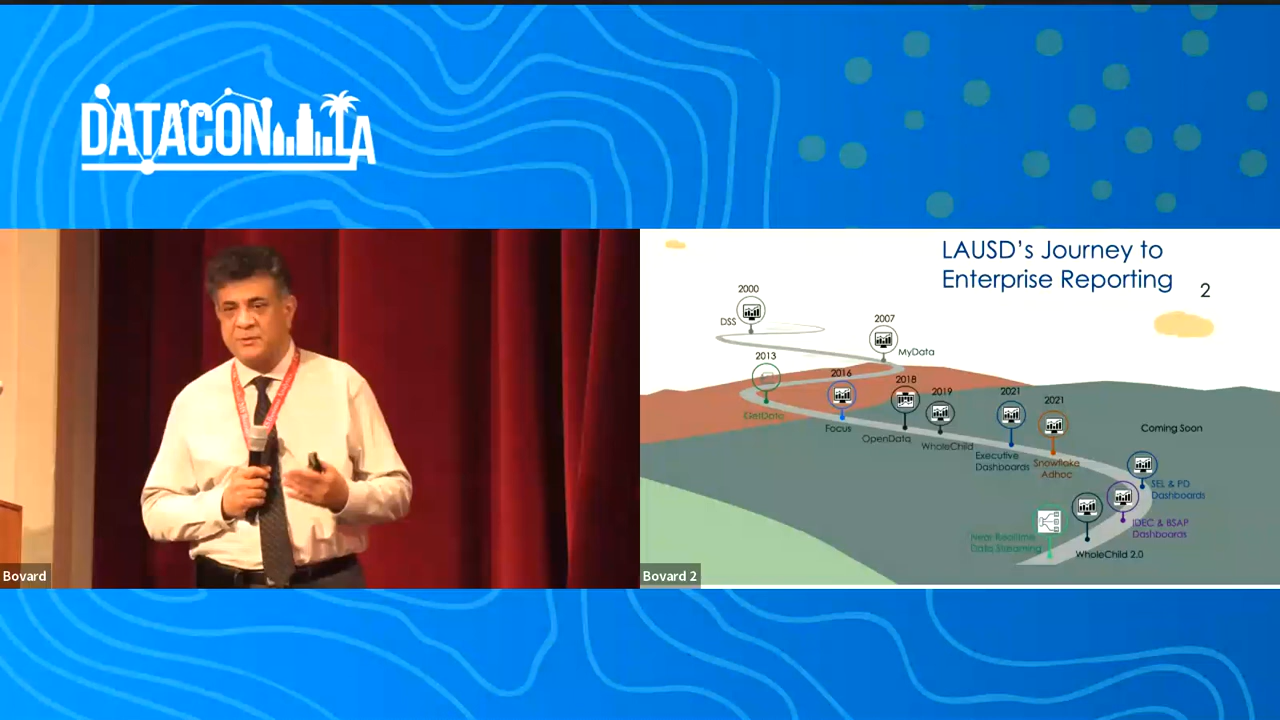 DATACON LA
LAUSD's Journey to
Enterprise Reporting
2
2000
DSS
2007
MyData
2013
GetData
2016
Focus
2018
OpenData
2019
WholeChild
2021
Executive
Dashboards
2021
Snowflake
Adhoc
Coming Soon
SEL & PD
Dashboards
IDEC & BSAP
Dashboards
WholeChild 2.0
Near Realtime
Data Streaming
Bovard
Bovard 2